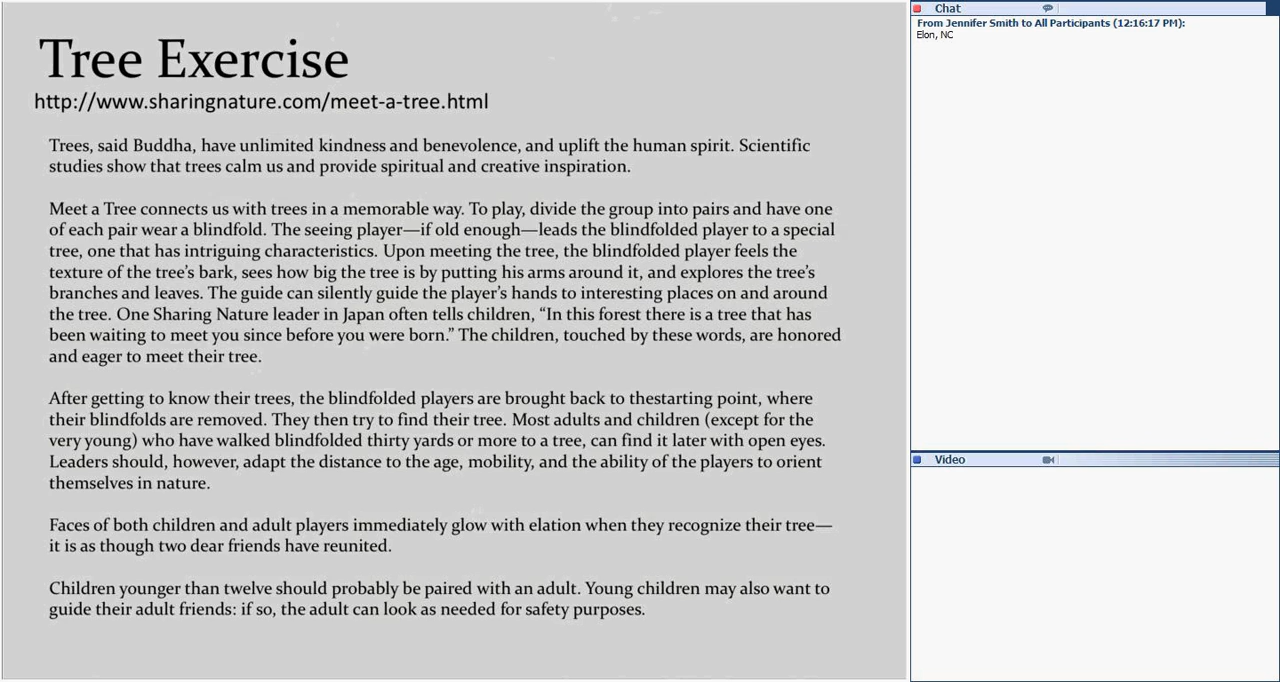 Tree Exercise
http://www.sharingnature.com/meet-a-tree.html
Trees, said Buddha, have unlimited kindness and benevolence, and uplift the human spirit. Scientific
studies show that trees calm us and provide spiritual and creative inspiration.
Meet a Tree connects us with trees in a memorable way. To play, divide the group into pairs and have one
of each pair wear a blindfold. The seeing player—if old enough—leads the blindfolded player to a special
tree, one that has intriguing characteristics. Upon meeting the tree, the blindfolded player feels the
texture of the tree’s bark, sees how big the tree is by putting his arms around it, and explores the tree’s
branches and leaves. The guide can silently guide the player’s hands to interesting places on and around
the tree. One Sharing Nature leader in Japan often tells children, “In this forest there is a tree that has
been waiting to meet you since before you were born.” The children, touched by these words, are honored
and eager to meet their tree.
After getting to know their trees, the blindfolded players are brought back to thestarting point, where
their blindfolds are removed. They then try to find their tree. Most adults and children (except for the
very young) who have walked blindfolded thirty yards or more to a tree, can find it later with open eyes.
Leaders should, however, adapt the distance to the age, mobility, and the ability of the players to orient
themselves in nature.
Faces of both children and adult players immediately glow with elation when they recognize their tree—
it is as though two dear friends have reunited.
Children younger than twelve should probably be paired with an adult. Young children may also want to
guide their adult friends: if so, the adult can look as needed for safety purposes.
Chat
From Jennifer Smith to All Participants (12:16:17 PM):
Elon, NC
Video